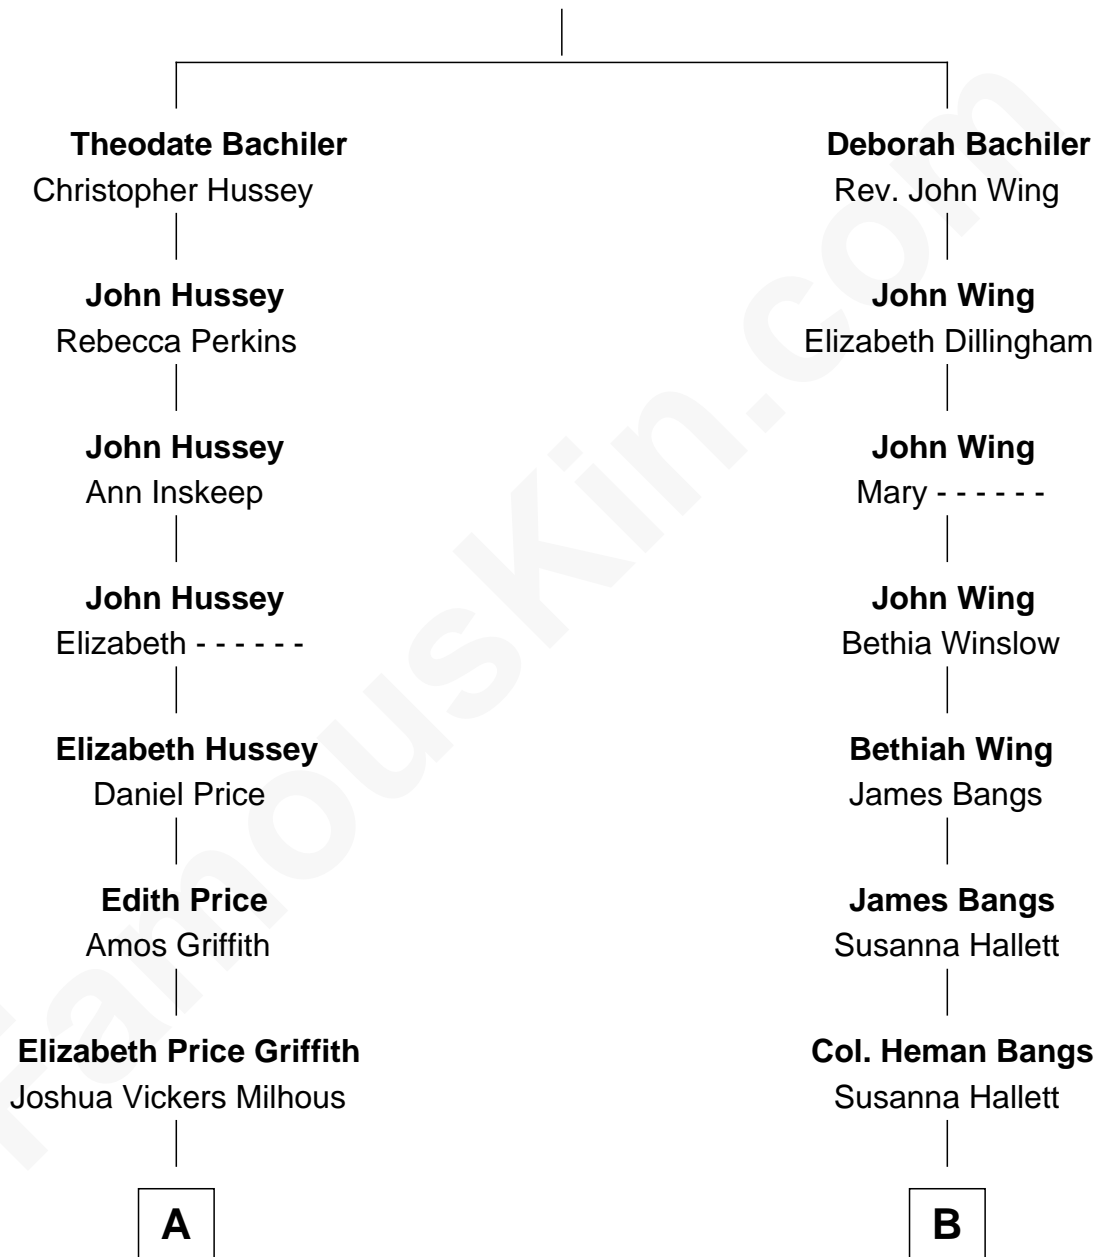 Theodate Bachiler
Christopher Hussey
Deborah Bachiler
Rev. John Wing
John Hussey
Rebecca Perkins
John Wing
Elizabeth Dillingham
John Hussey
Ann Inskeep
John Wing
Mary - - - - - -
John Hussey
Elizabeth - - - - - -
John Wing
Bethia Winslow
Elizabeth Hussey
Daniel Price
Bethiah Wing
James Bangs
Edith Price
Amos Griffith
James Bangs
Susanna Hallett
Elizabeth Price Griffith
Joshua Vickers Milhous
Col. Heman Bangs
Susanna Hallett
A
B
FamousKin.com